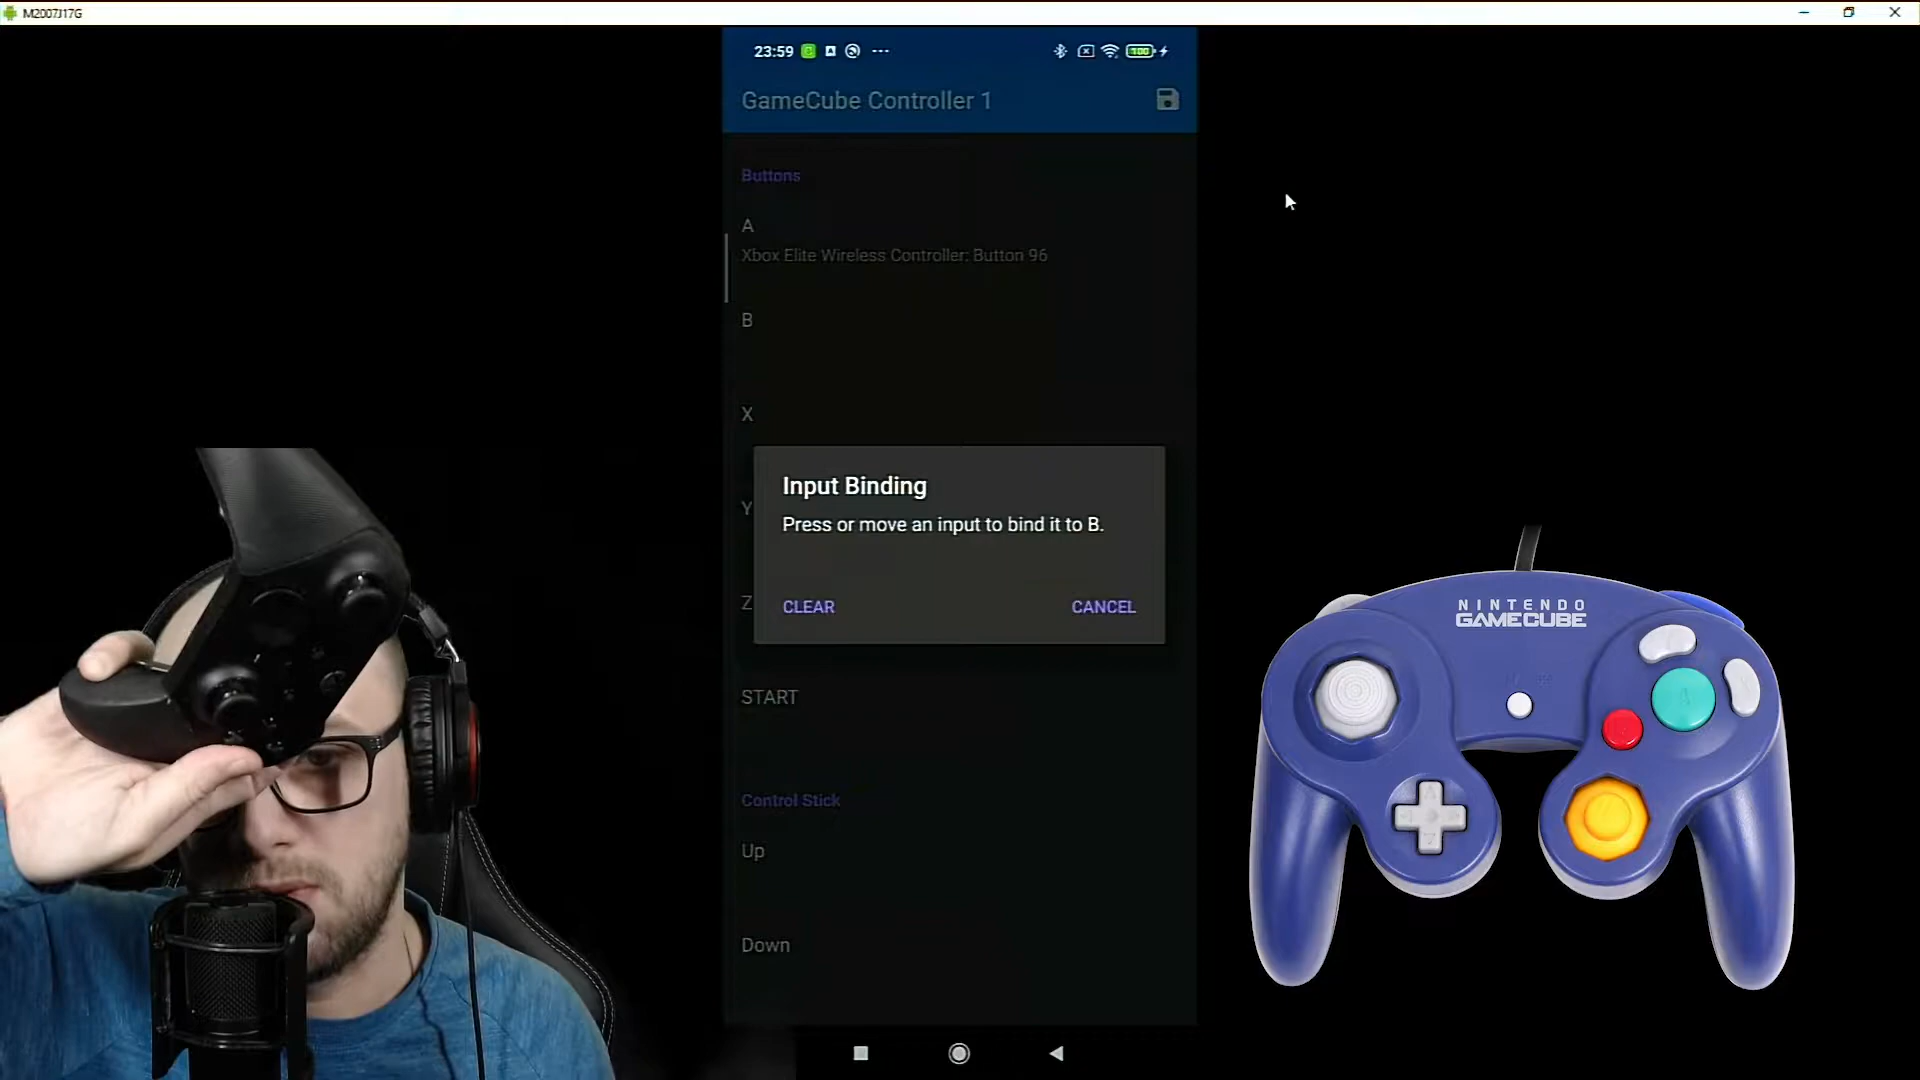 M2007J17G
23:59
100
GameCube Controller 1
Buttons
A
Xbox Elite Wireless Controller: Button 96
B
X
Y
Input Binding
Press or move an input to bind it to B.
Z
CLEAR
CANCEL
START
Control Stick
Up
Down
NINTENDO
GAMECUBE
A